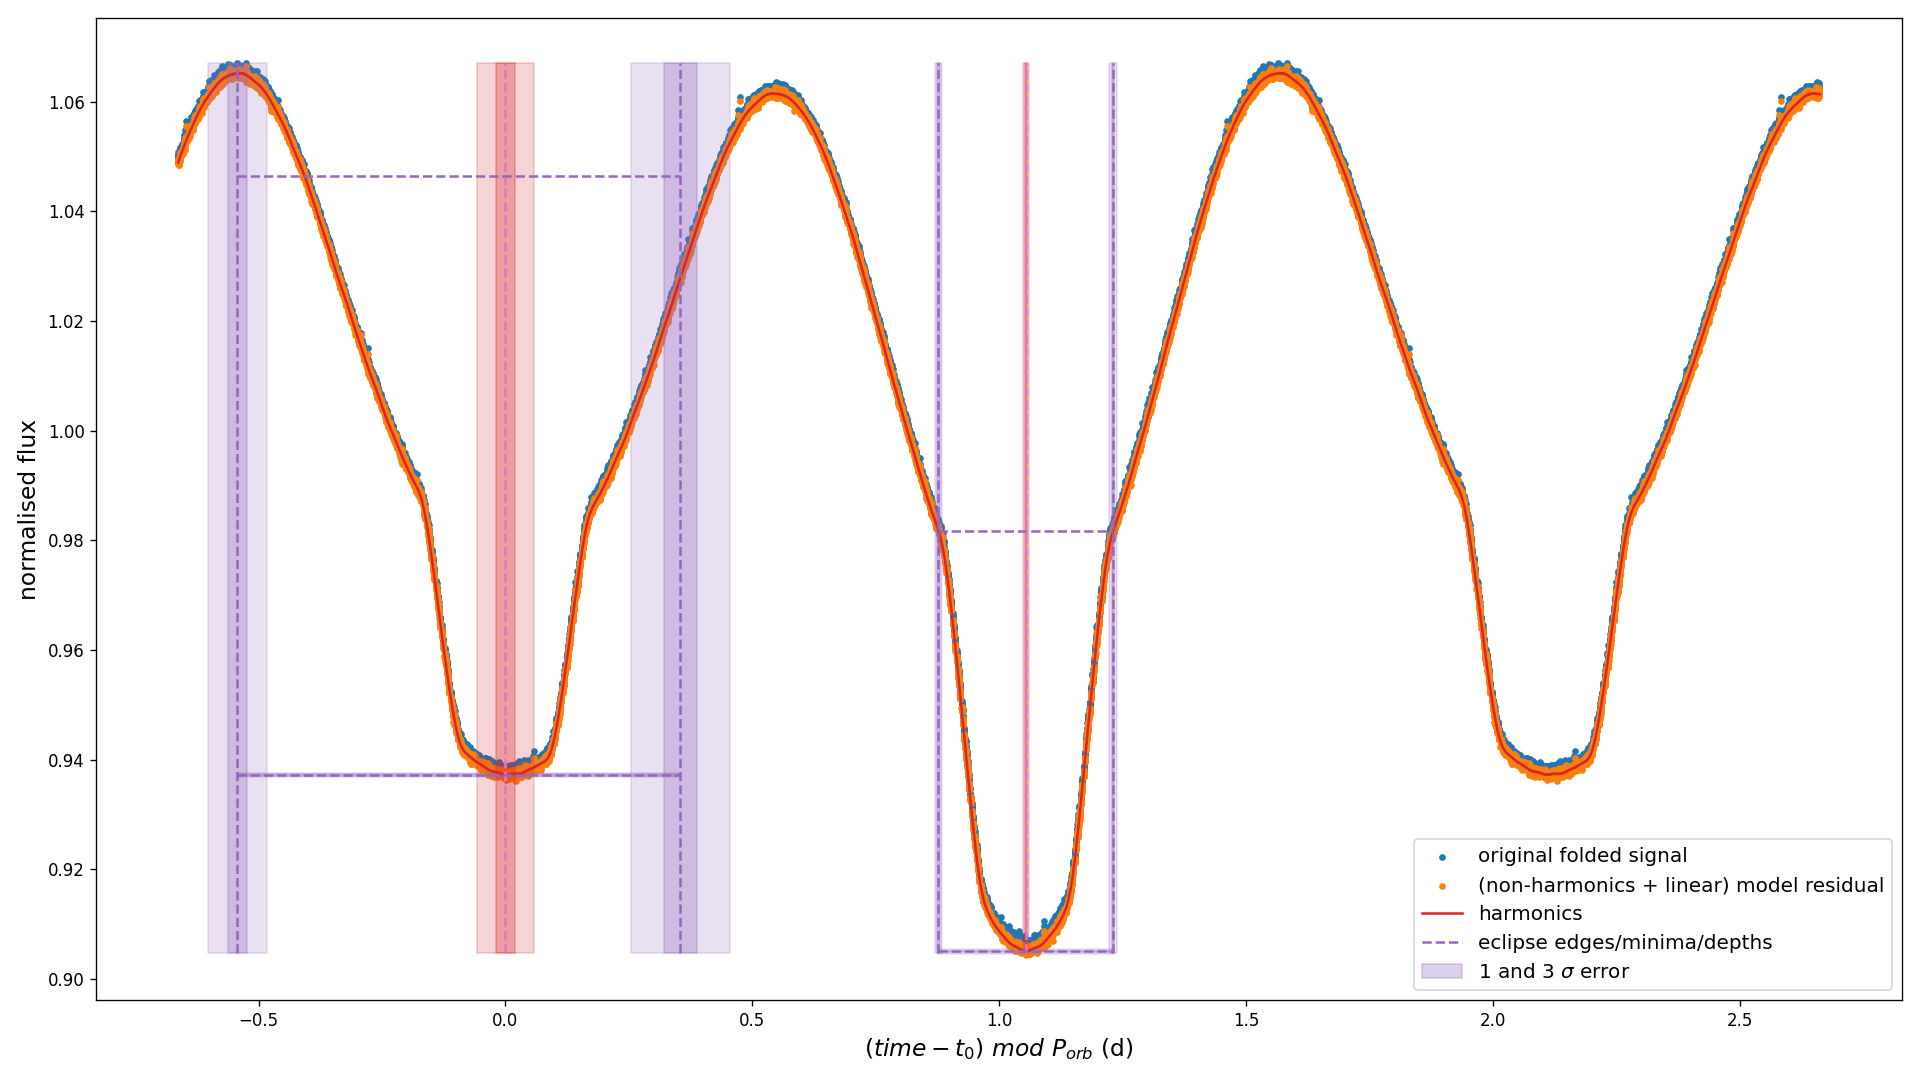 normalised flux
1.06
1.04
1.02
1.00
0.98
0.96
0.94
0.92
0.90
−0.5
0.0
0.5
1.0
1.5
2.0
2.5
(time − t₀) mod P_orb (d)
original folded signal
(non-harmonics + linear) model residual
harmonics
eclipse edges/minima/depths
1 and 3 σ error